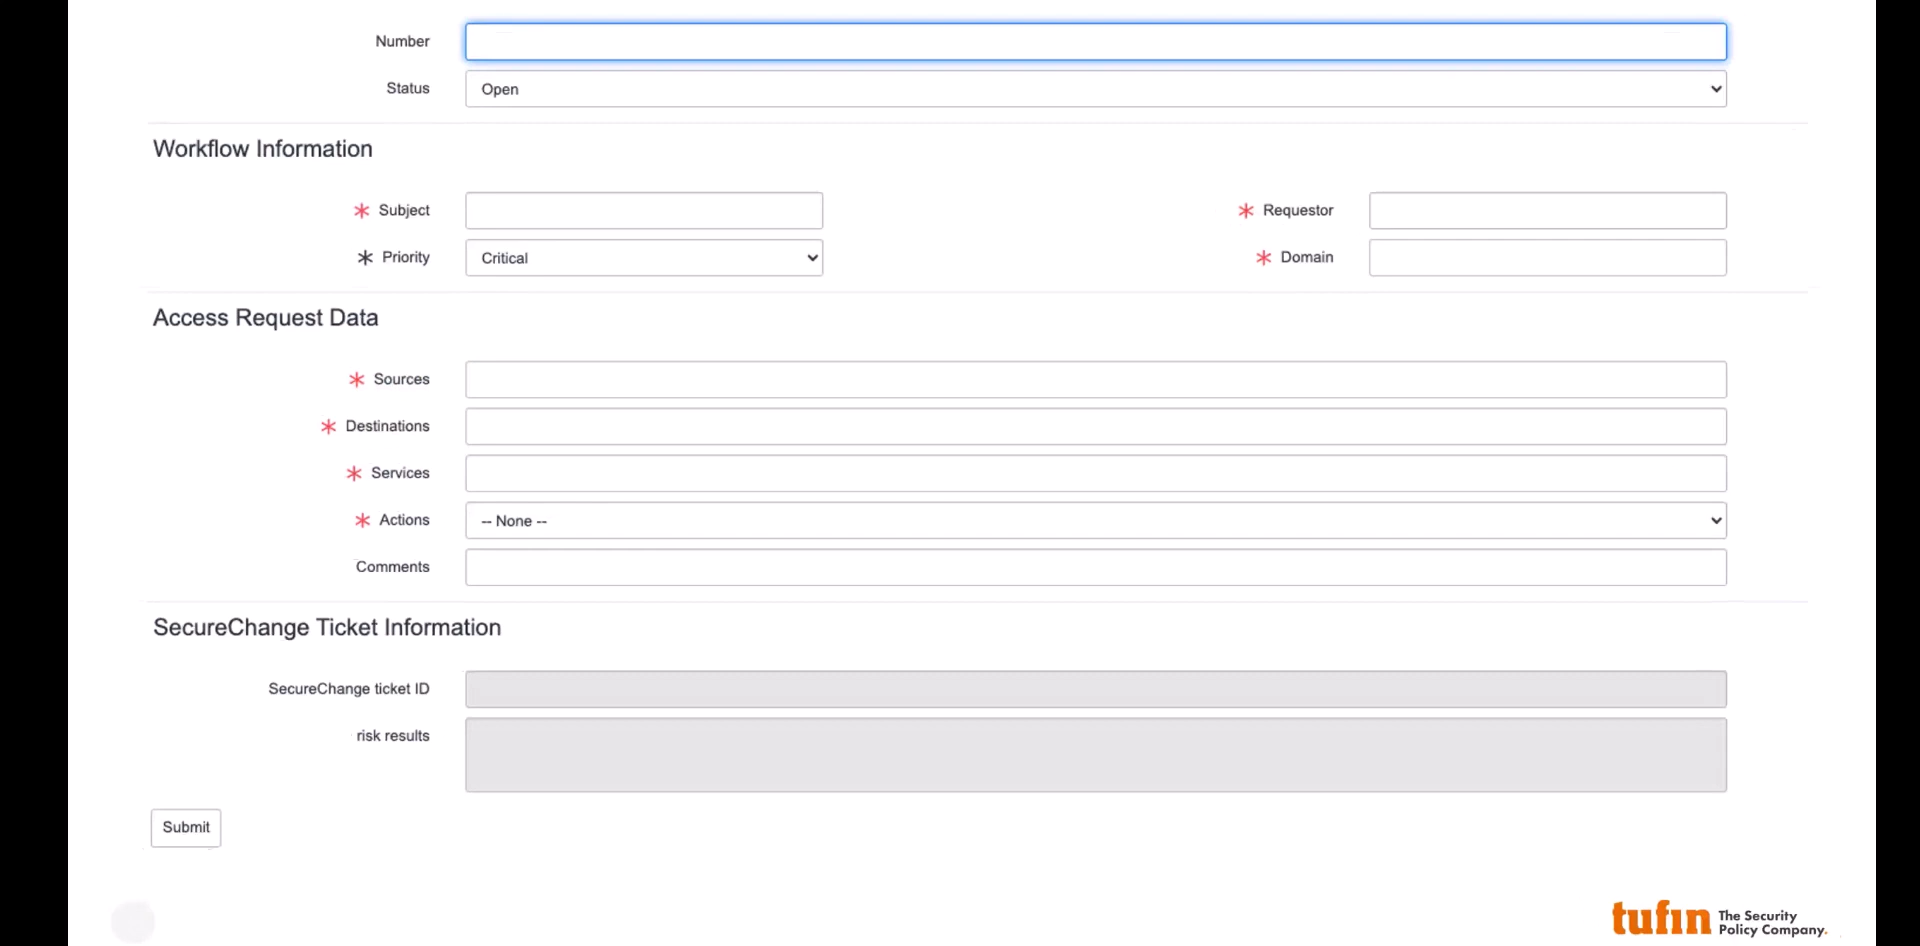 Number
Status Open
Workflow Information
* Subject * Requestor
* Priority Critical * Domain
Access Request Data
* Sources
* Destinations
* Services
* Actions -- None --
Comments
SecureChange Ticket Information
SecureChange ticket ID
risk results
Submit
tufin The Security
Policy Company.